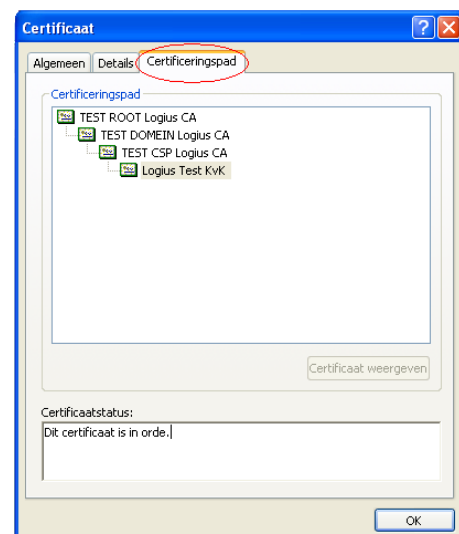 Certificaat
Algemeen Details Certificeringspad
Certificeringspad
TEST ROOT Logius CA
TEST DOMEIN Logius CA
TEST CSP Logius CA
Logius Test KvK
Certificaat weergeven
Certificaatstatus:
Dit certificaat is in orde.
OK